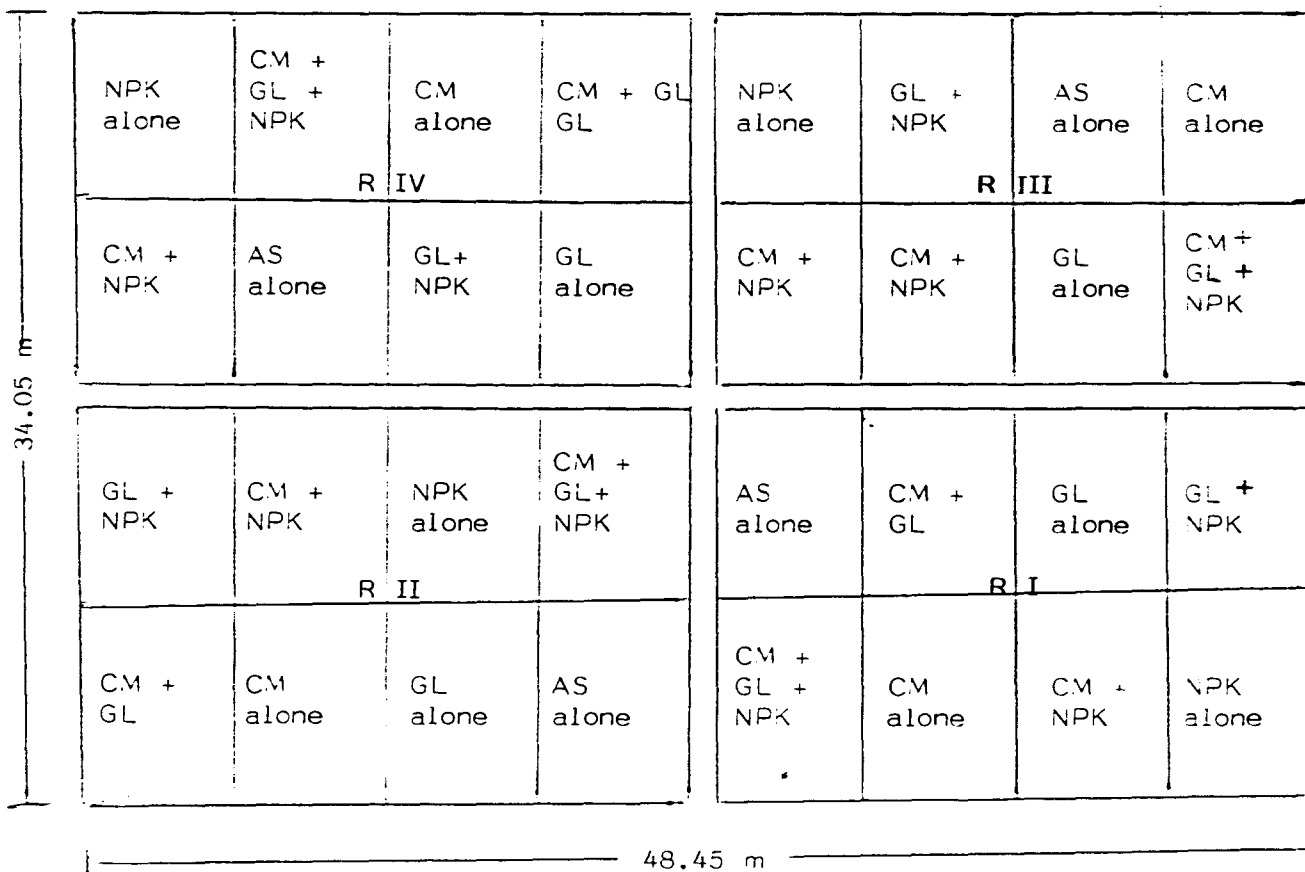 NPK
alone
CM +
GL +
NPK
CM
alone
CM + GL
GL
R IV
CM +
NPK
AS
alone
GL+
NPK
GL
alone
NPK
alone
GL +
NPK
AS
alone
CM
alone
R III
CM +
NPK
CM +
NPK
GL
alone
CM +
GL +
NPK
34.05 m
GL +
NPK
CM +
NPK
NPK
alone
CM +
GL+
NPK
R II
CM +
GL
CM
alone
GL
alone
AS
alone
AS
alone
CM +
GL
GL
alone
GL +
NPK
R I
CM +
GL +
NPK
CM
alone
CM +
NPK
NPK
alone
48.45 m